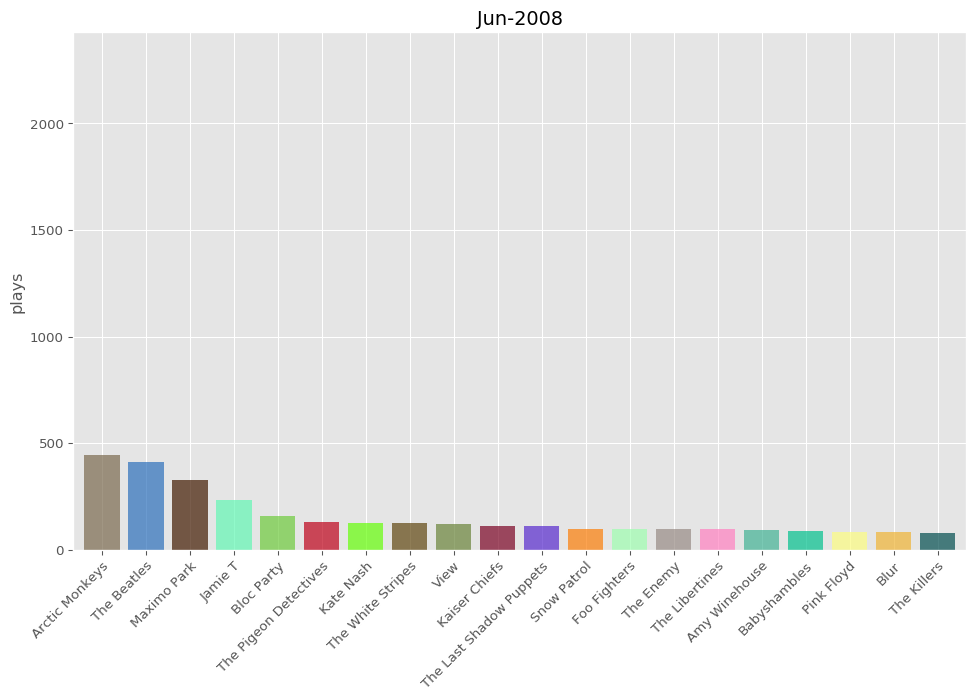 Jun-2008
plays
2000
1500
1000
500
0
Arctic Monkeys
The Beatles
Maximo Park
Jamie T
Bloc Party
The Pigeon Detectives
Kate Nash
The White Stripes
View
Kaiser Chiefs
The Last Shadow Puppets
Snow Patrol
Foo Fighters
The Enemy
The Libertines
Amy Winehouse
Babyshambles
Pink Floyd
Blur
The Killers